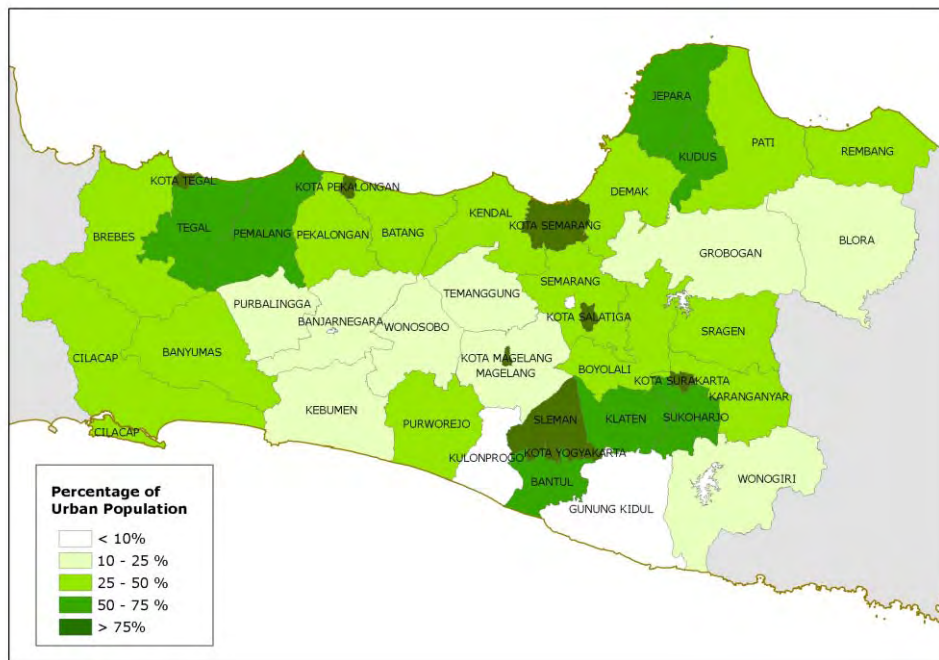 JEPARA
KUDUS
PATI
REMBANG
KOTA TEGAL
KOTA PEKALONGAN
DEMAK
KENDAL
KOTA SEMARANG
TEGAL
PEMALANG
PEKALONGAN
BATANG
BREBES
GROBOGAN
BLORA
SEMARANG
TEMANGGUNG
PURBALINGGA
BANJARNEGARA
WONOSOBO
KOTA SALATIGA
SRAGEN
CILACAP
BANYUMAS
KOTA MAGELANG
MAGELANG
BOYOLALI
KOTA SURAKARTA
KARANGANYAR
KEBUMEN
PURWOREJO
SLEMAN
KLATEN
SUKOHARJO
CILACAP
KULONPROGO
KOTA YOGYAKARTA
BANTUL
WONOGIRI
GUNUNG KIDUL
Percentage of
Urban Population
< 10%
10 - 25 %
25 - 50 %
50 - 75 %
> 75%